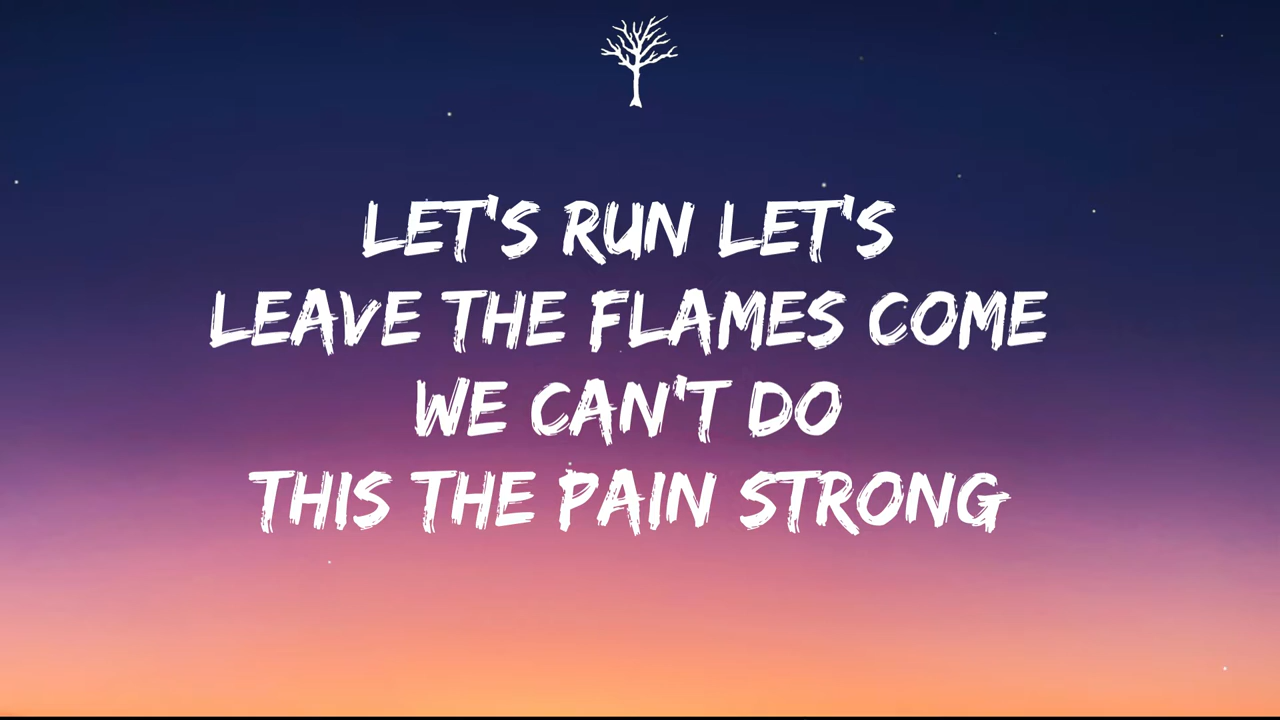 LET'S RUN LET'S
LEAVE THE FLAMES COME
WE CAN'T DO
THIS THE PAIN STRONG